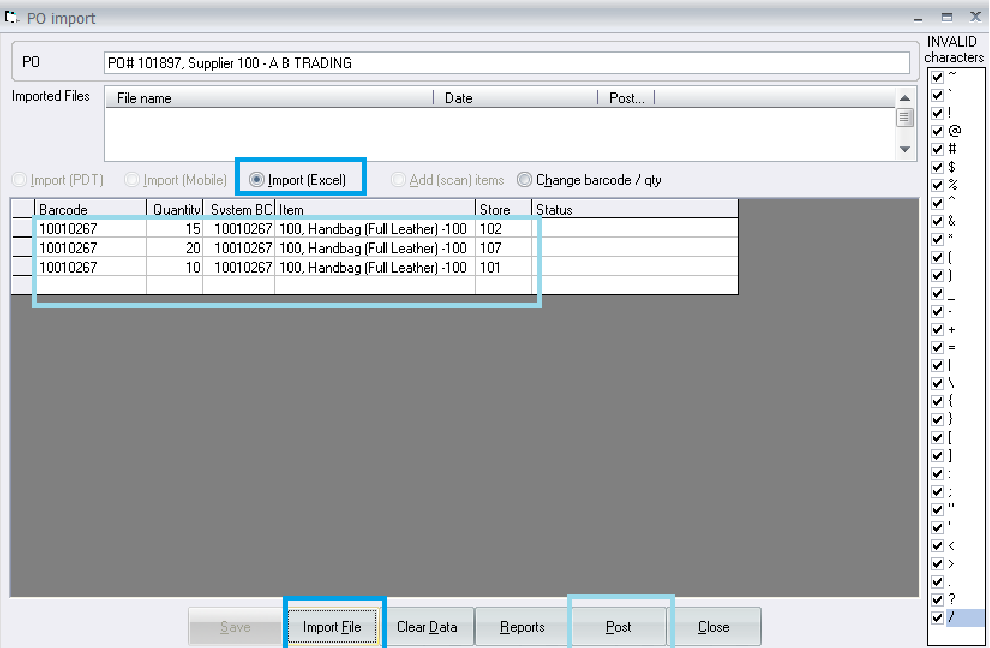 PO import
INVALID
characters
PO
PO# 101897, Supplier 100 - A B TRADING
Imported Files
File name Date Post...
Import (PDT) Import (Mobile) Import (Excel) Add (scan) items Change barcode / qty
Barcode Quantity System BC Item Store Status
10010267 15 10010267 100, Handbag (Full Leather) -100 102
10010267 20 10010267 100, Handbag (Full Leather) -100 107
10010267 10 10010267 100, Handbag (Full Leather) -100 101
~
`
!
@
#
$
%
^
&
*
(
)
_
-
+
=
|
\
{
}
[
]
:
;
"
'
<
>
.
?
/
Save Import File Clear Data Reports Post Close